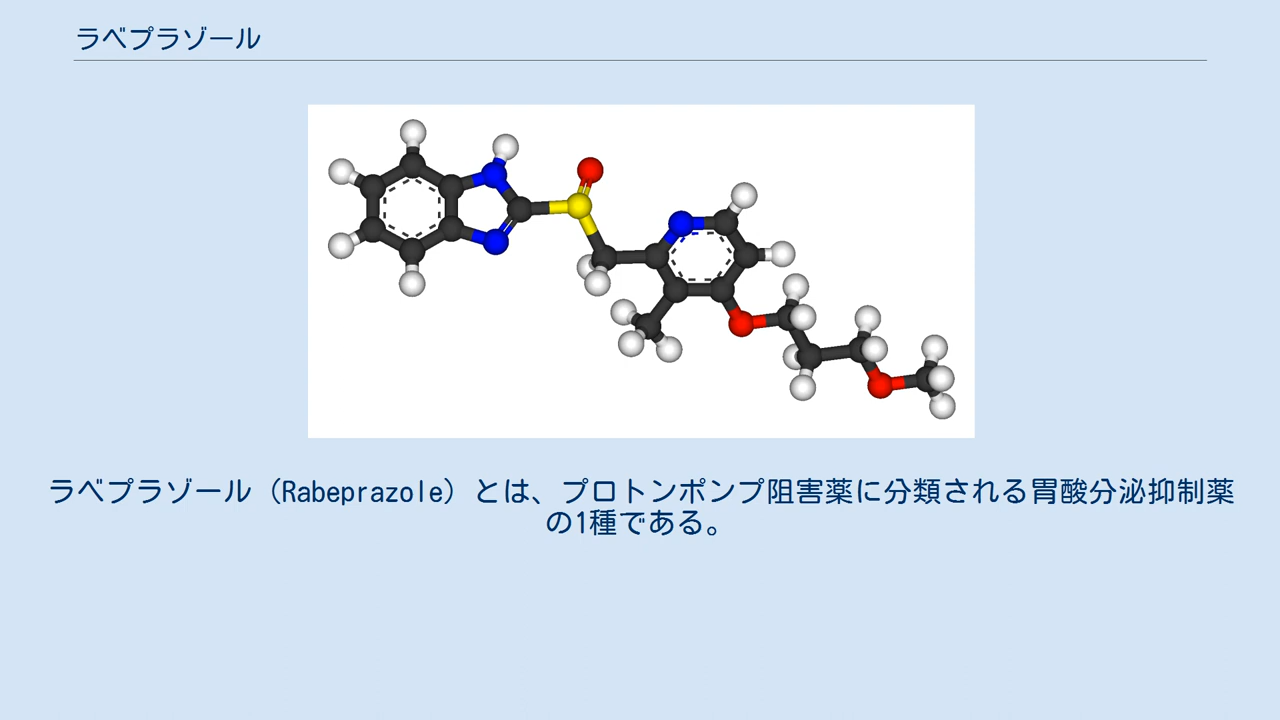 ラベプラゾール
ラベプラゾール（Rabeprazole）とは、プロトンポンプ阻害薬に分類される胃酸分泌抑制薬
の1種である。